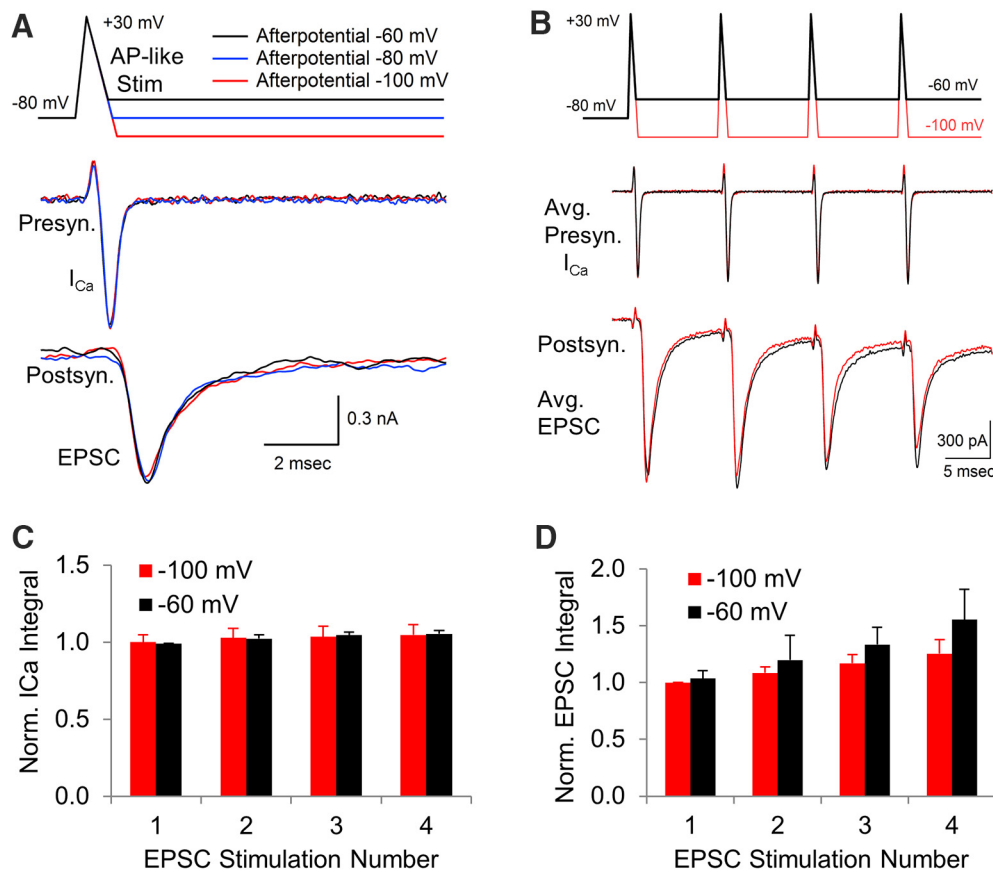 A
+30 mV
AP-like
Stim
Afterpotential -60 mV
Afterpotential -80 mV
Afterpotential -100 mV
-80 mV
Presyn.
ICa
Postsyn.
EPSC
0.3 nA
2 msec
B
+30 mV
-80 mV
-60 mV
-100 mV
Avg.
Presyn.
ICa
Postsyn.
Avg.
EPSC
300 pA
5 msec
C
Norm. ICa Integral
1.5
1.0
0.5
0.0
-100 mV
-60 mV
1 2 3 4
EPSC Stimulation Number
D
Norm. EPSC Integral
2.0
1.5
1.0
0.5
0.0
-100 mV
-60 mV
1 2 3 4
EPSC Stimulation Number